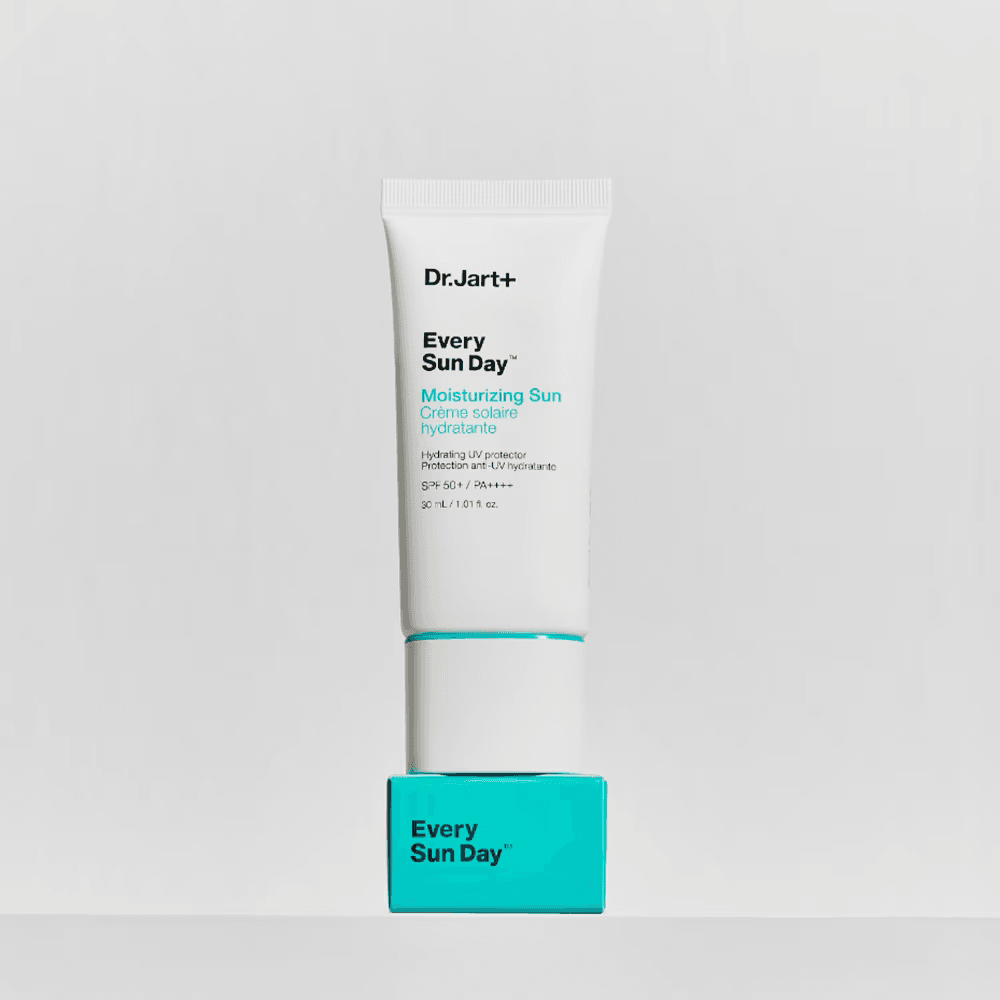 Dr.Jart+
Every
Sun Day™
Moisturizing Sun
Crème solaire
hydratante
Hydrating UV protector
Protection anti-UV hydratante
SPF 50+ / PA++++
30 mL / 1.01 fl. oz.
Every
Sun Day™